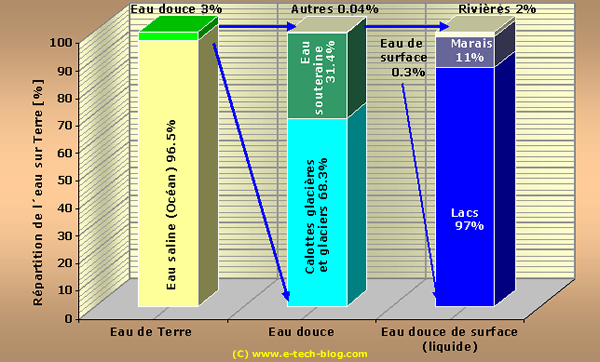 Eau douce 3%
Autres 0.04%
Rivièrés 2%
Répartition de l´eau sur Terre [%]
100
90
80
70
60
50
40
30
20
10
0
Eau saline (Océan) 96.5%
Eau
souteraine
31.4%
Calottes glacières
et glaciers 68.3%
Eau de
surface
0.3%
Marais
11%
Lacs
97%
Eau de Terre
Eau douce
Eau douce de surface
(liquide)
(C) www.e-tech-blog.com